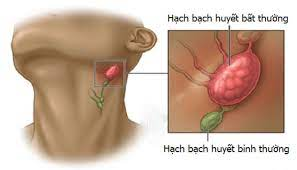 Hạch bạch huyết bất thường
Hạch bạch huyết bình thường